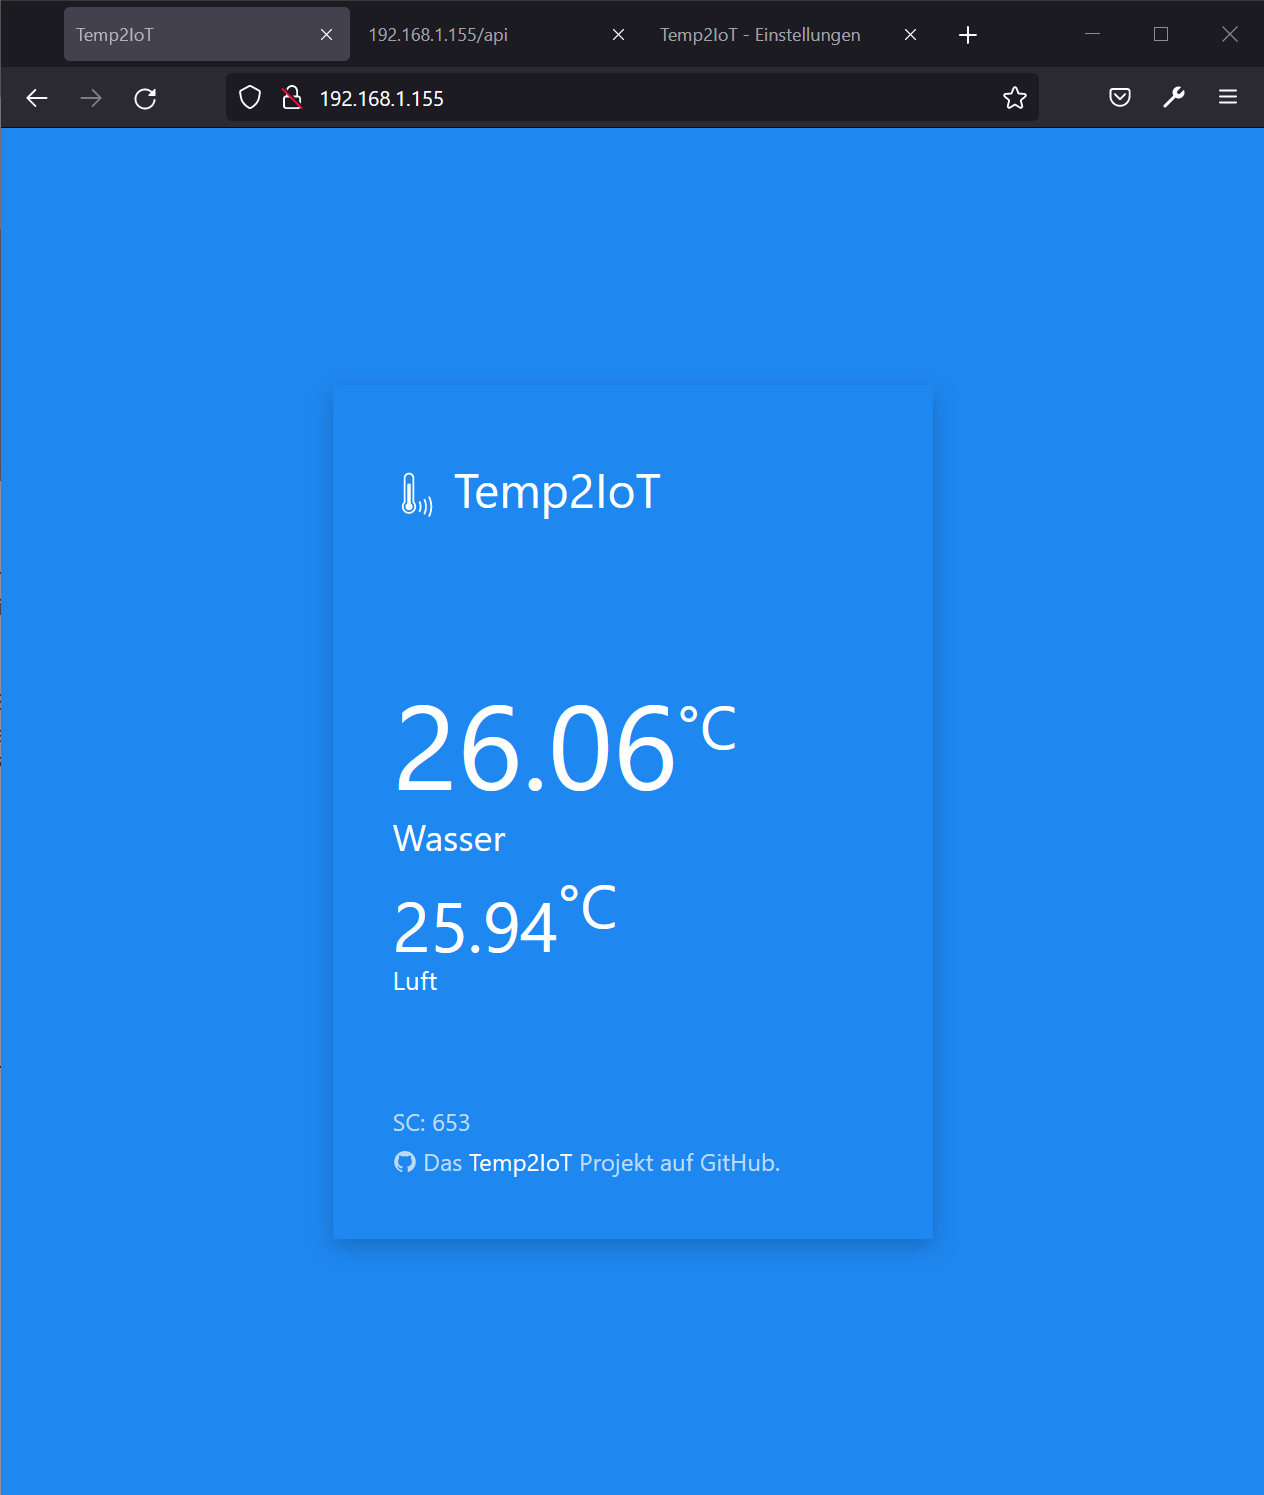 Temp2IoT
192.168.1.155/api
Temp2IoT - Einstellungen
192.168.1.155
Temp2IoT
26.06°C
Wasser
25.94°C
Luft
SC: 653
Das Temp2IoT Projekt auf GitHub.